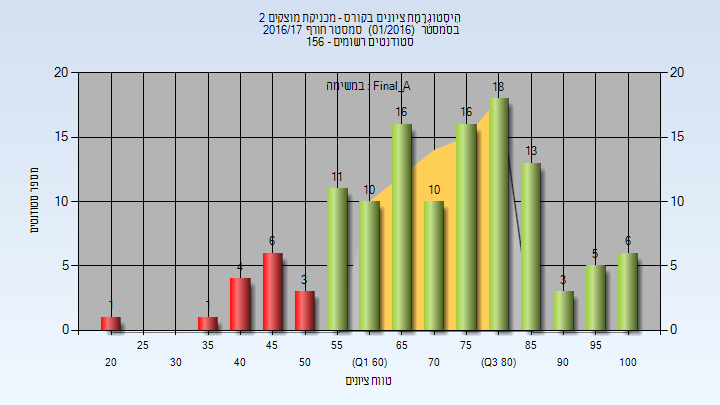 היסטוגרמת ציונים בקורס - מכניקת מוצקים 2
בסמסטר (01/2016) סמסטר חורף 2016/17
סטודנטים רשומים - 156
במשימה : Final_A
מספר סטודנטים
20 20
15 15
10 10
5 5
0 0
1 1 4 6 3 11 10 16 10 16 18 13 3 5 6
25 35 45 55 65 75 85 95
20 30 40 50 (Q1 60) 70 (Q3 80) 90 100
טווח ציונים